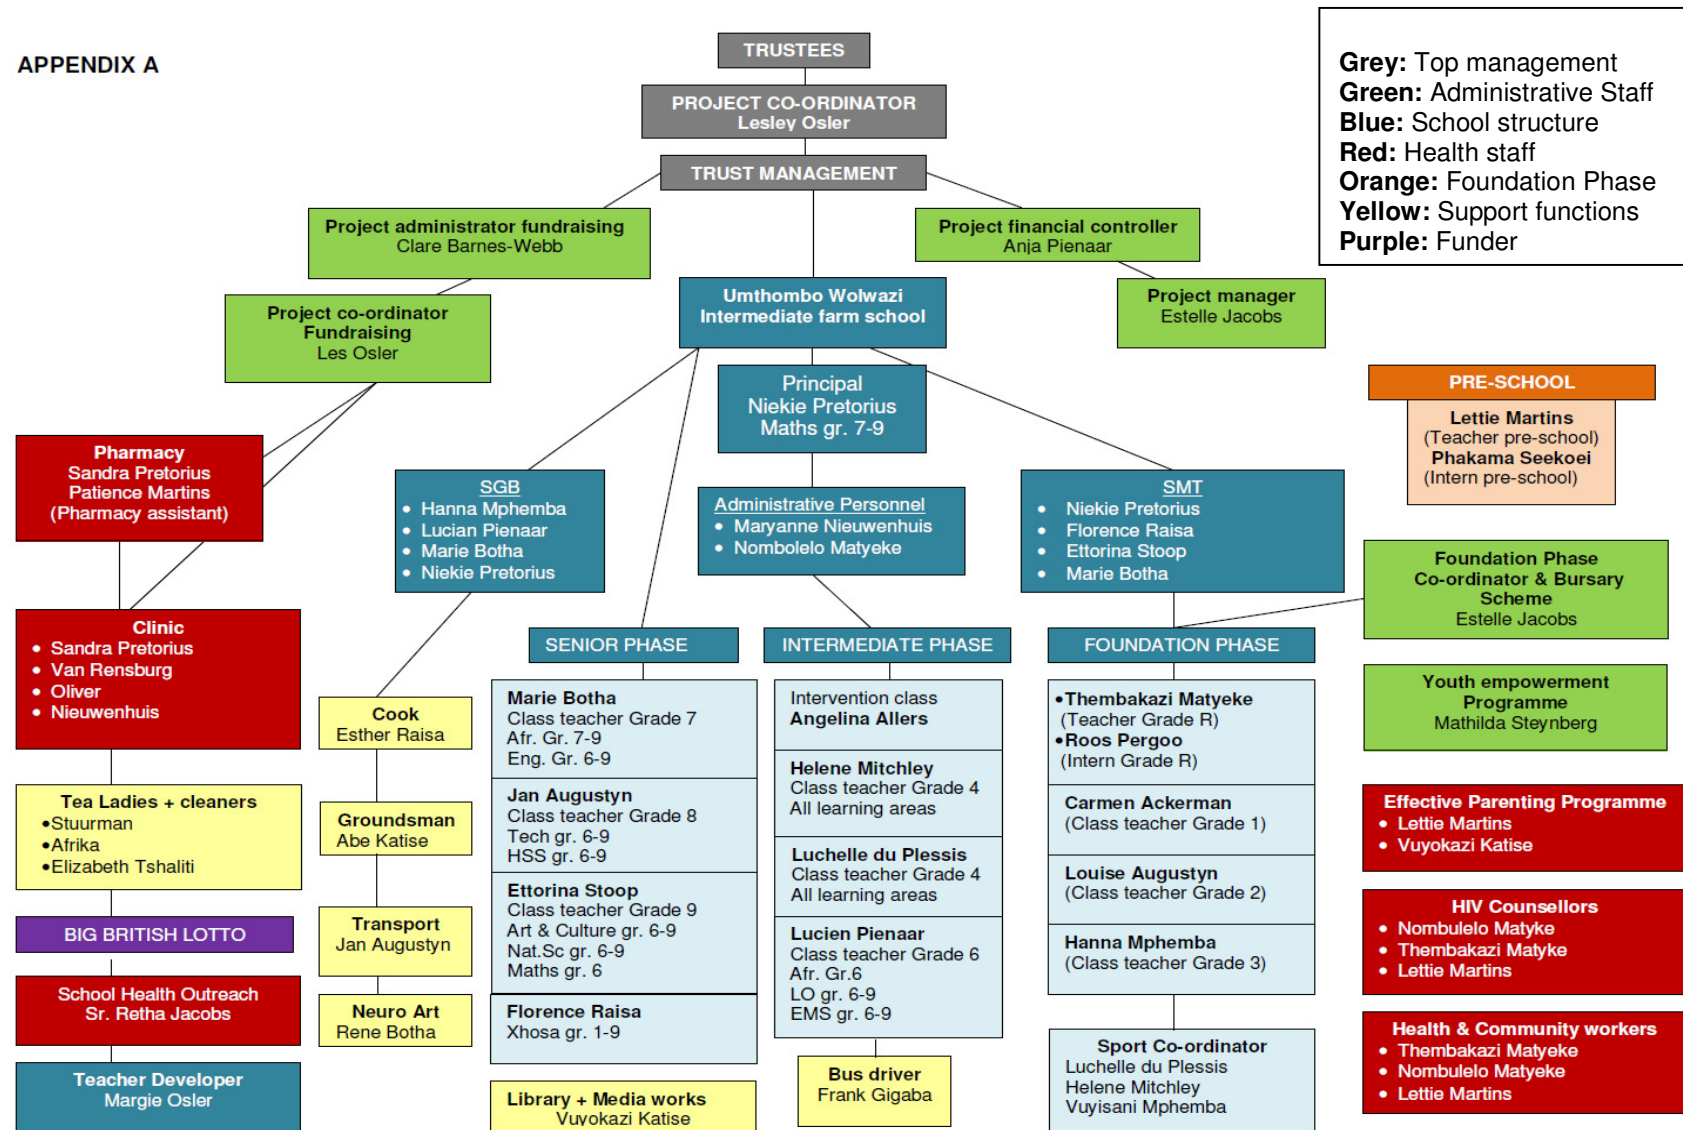 APPENDIX A
TRUSTEES
PROJECT CO-ORDINATOR
Lesley Osler
TRUST MANAGEMENT
Grey: Top management
Green: Administrative Staff
Blue: School structure
Red: Health staff
Orange: Foundation Phase
Yellow: Support functions
Purple: Funder
Project administrator fundraising
Clare Barnes-Webb
Project financial controller
Anja Pienaar
Project co-ordinator
Fundraising
Les Osler
Umthombo Wolwazi
Intermediate farm school
Project manager
Estelle Jacobs
Principal
Niekie Pretorius
Maths gr. 7-9
PRE-SCHOOL
Lettie Martins
(Teacher pre-school)
Phakama Seekoei
(Intern pre-school)
Pharmacy
Sandra Pretorius
Patience Martins
(Pharmacy assistant)
SGB
• Hanna Mphemba
• Lucian Pienaar
• Marie Botha
• Niekie Pretorius
Administrative Personnel
• Maryanne Nieuwenhuis
• Nombolelo Matyeke
SMT
• Niekie Pretorius
• Florence Raisa
• Ettorina Stoop
• Marie Botha
Foundation Phase
Co-ordinator & Bursary
Scheme
Estelle Jacobs
Clinic
• Sandra Pretorius
• Van Rensburg
• Oliver
• Nieuwenhuis
SENIOR PHASE
INTERMEDIATE PHASE
FOUNDATION PHASE
Youth empowerment
Programme
Mathilda Steynberg
Cook
Esther Raisa
Marie Botha
Class teacher Grade 7
Afr. Gr. 7-9
Eng. Gr. 6-9
Jan Augustyn
Class teacher Grade 8
Tech gr. 6-9
HSS gr. 6-9
Ettorina Stoop
Class teacher Grade 9
Art & Culture gr. 6-9
Nat.Sc gr. 6-9
Maths gr. 6
Florence Raisa
Xhosa gr. 1-9
Library + Media works
Vuyokazi Katise
Intervention class
Angelina Allers
Helene Mitchley
Class teacher Grade 4
All learning areas
Luchelle du Plessis
Class teacher Grade 4
All learning areas
Lucien Pienaar
Class teacher Grade 6
Afr. Gr.6
LO gr. 6-9
EMS gr. 6-9
Bus driver
Frank Gigaba
•Thembakazi Matyeke
(Teacher Grade R)
•Roos Pergoo
(Intern Grade R)
Carmen Ackerman
(Class teacher Grade 1)
Louise Augustyn
(Class teacher Grade 2)
Hanna Mphemba
(Class teacher Grade 3)
Sport Co-ordinator
Luchelle du Plessis
Helene Mitchley
Vuyisani Mphemba
Tea Ladies + cleaners
•Stuurman
•Afrika
•Elizabeth Tshaliti
Groundsman
Abe Katise
BIG BRITISH LOTTO
Transport
Jan Augustyn
School Health Outreach
Sr. Retha Jacobs
Neuro Art
Rene Botha
Teacher Developer
Margie Osler
Effective Parenting Programme
• Lettie Martins
• Vuyokazi Katise
HIV Counsellors
• Nombulelo Matyke
• Thembakazi Matyke
• Lettie Martins
Health & Community workers
• Thembakazi Matyeke
• Nombulelo Matyeke
• Lettie Martins